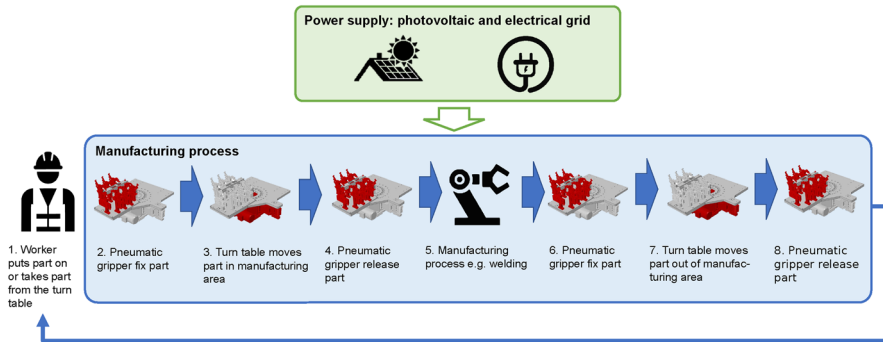 Power supply: photovoltaic and electrical grid
Manufacturing process
1. Worker
puts part on
or takes part
from the turn
table
2. Pneumatic
gripper fix part
3. Turn table moves
part in manufacturing
area
4. Pneumatic
gripper release
part
5. Manufacturing
process e.g. welding
6. Pneumatic
gripper fix part
7. Turn table moves
part out of manufac-
turing area
8. Pneumatic
gripper release
part